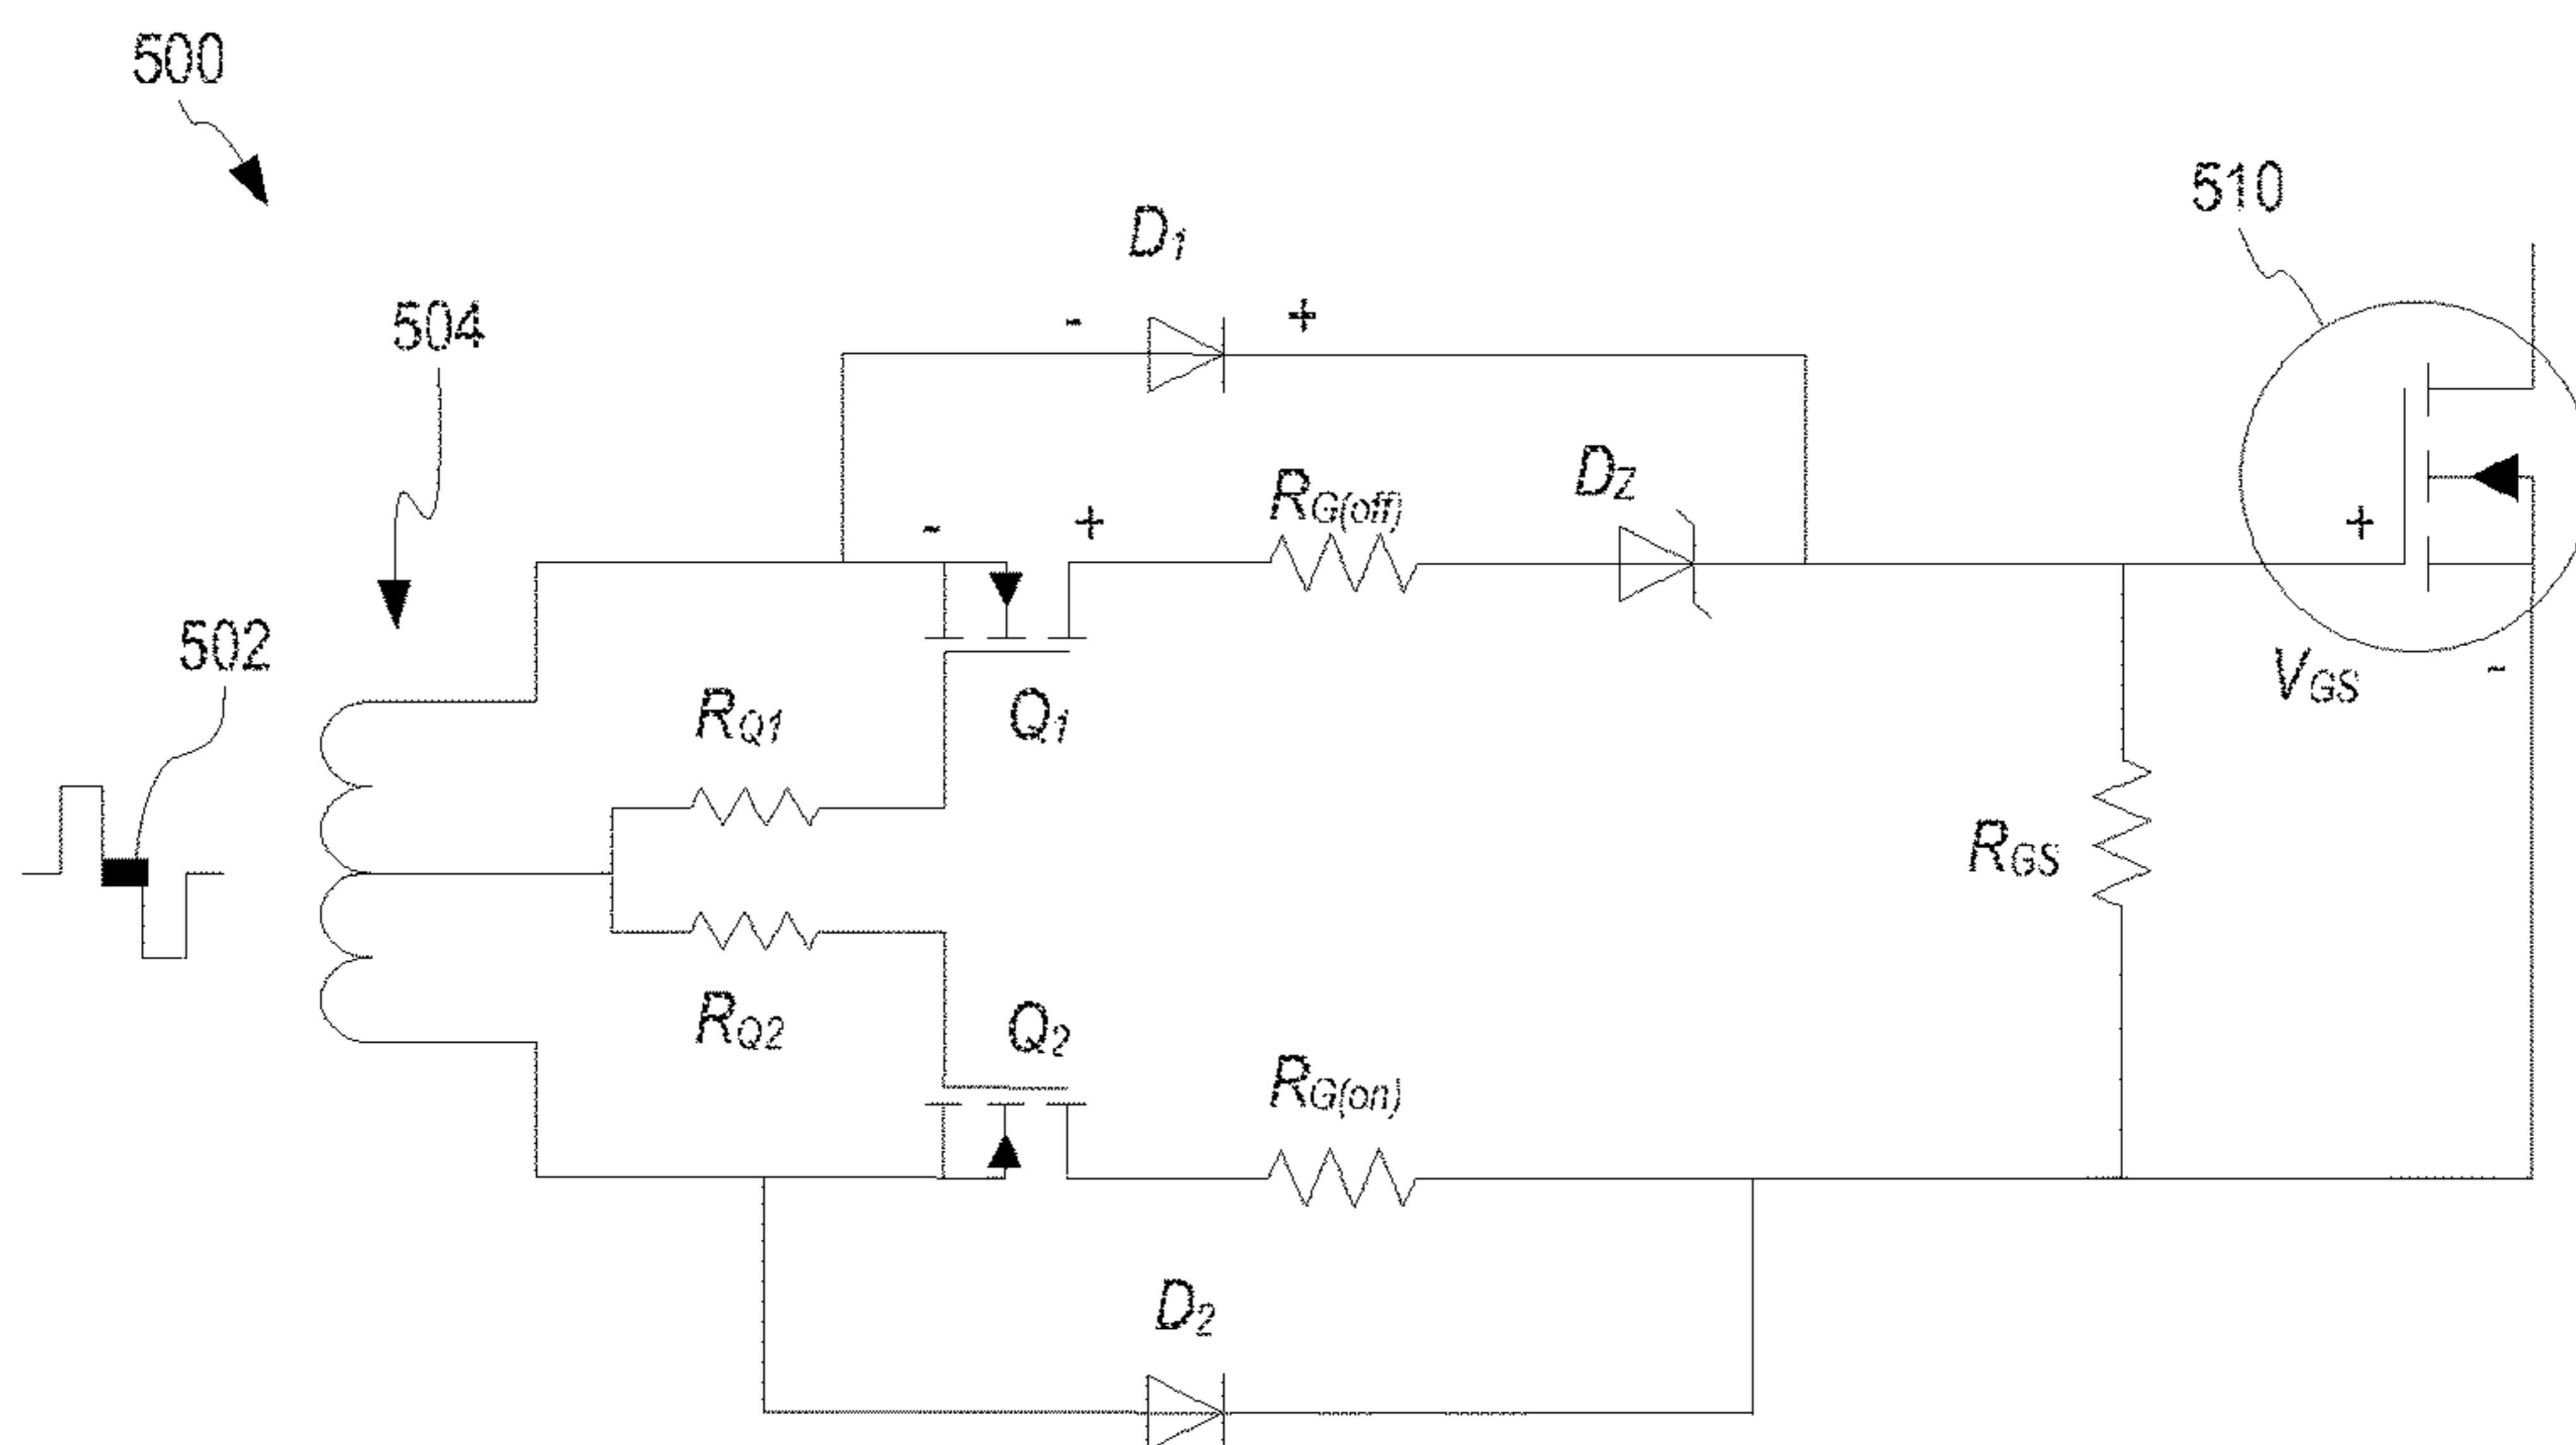 500
510
D1
504
- +
DZ
RG(off)
- +
+
502
VGS
-
RQ1
Q1
RGS
RQ2
Q2
RG(on)
D2